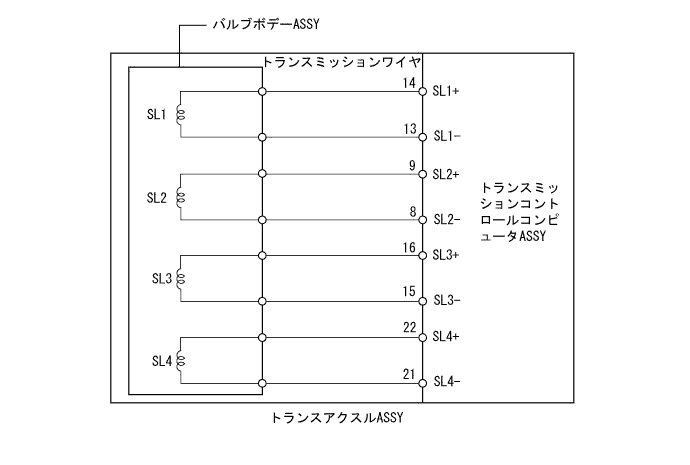 バルブボデーASSY
トランスミッションワイヤ
14
SL1+
SL1
13
SL1−
9
SL2+
SL2
8
SL2−
トランスミッ
ションコント
ロールコンピ
ュータASSY
16
SL3+
SL3
15
SL3−
22
SL4+
SL4
21
SL4−
トランスアクスルASSY